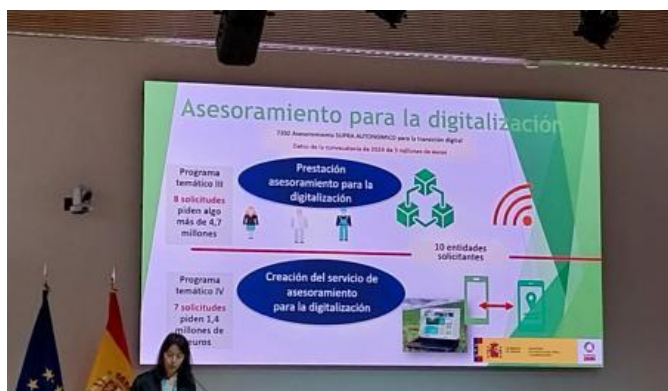 Asesoramiento para la digitalización
7202 Asesoramiento SUPRA AUTONÓMICO para la transición digital
Datos de la convocatoria de 2024 de 5 millones de euros
Programa
temático III
8 solicitudes
piden algo
más de 4,7
millones
Prestación
asesoramiento para la
digitalización
10 entidades
solicitantes
Programa
temático IV
7 solicitudes
piden 1,4
millones de
euros
Creación del servicio de
asesoramiento
para la digitalización